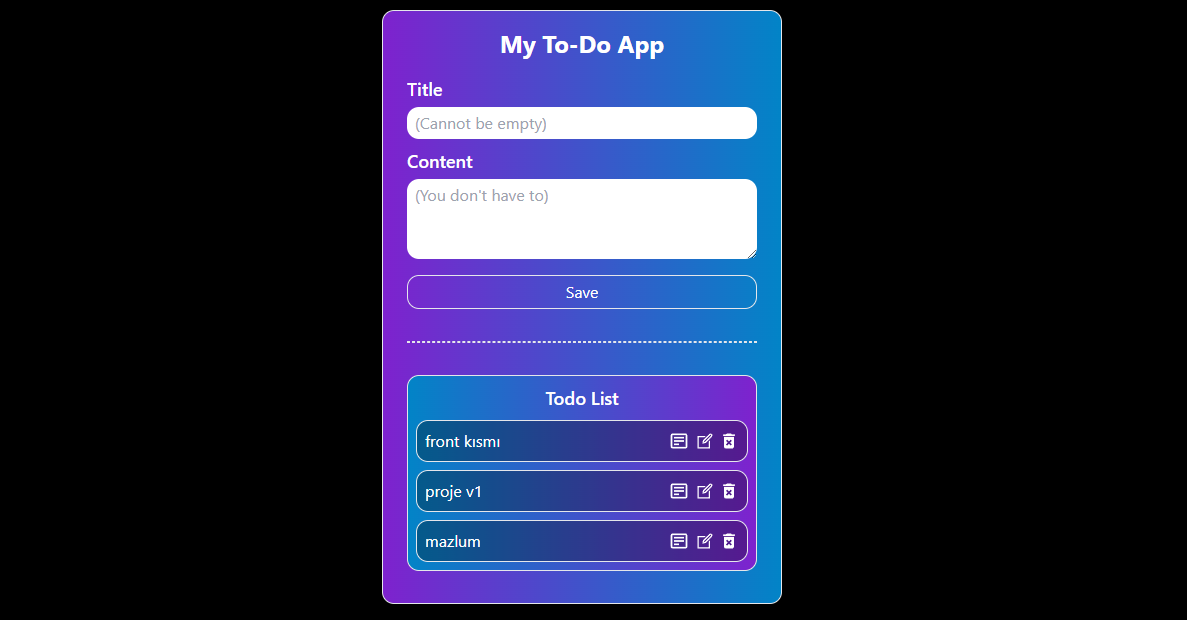 My To-Do App
Title
(Cannot be empty)
Content
(You don't have to)
Save
Todo List
front kısmı
proje v1
mazlum